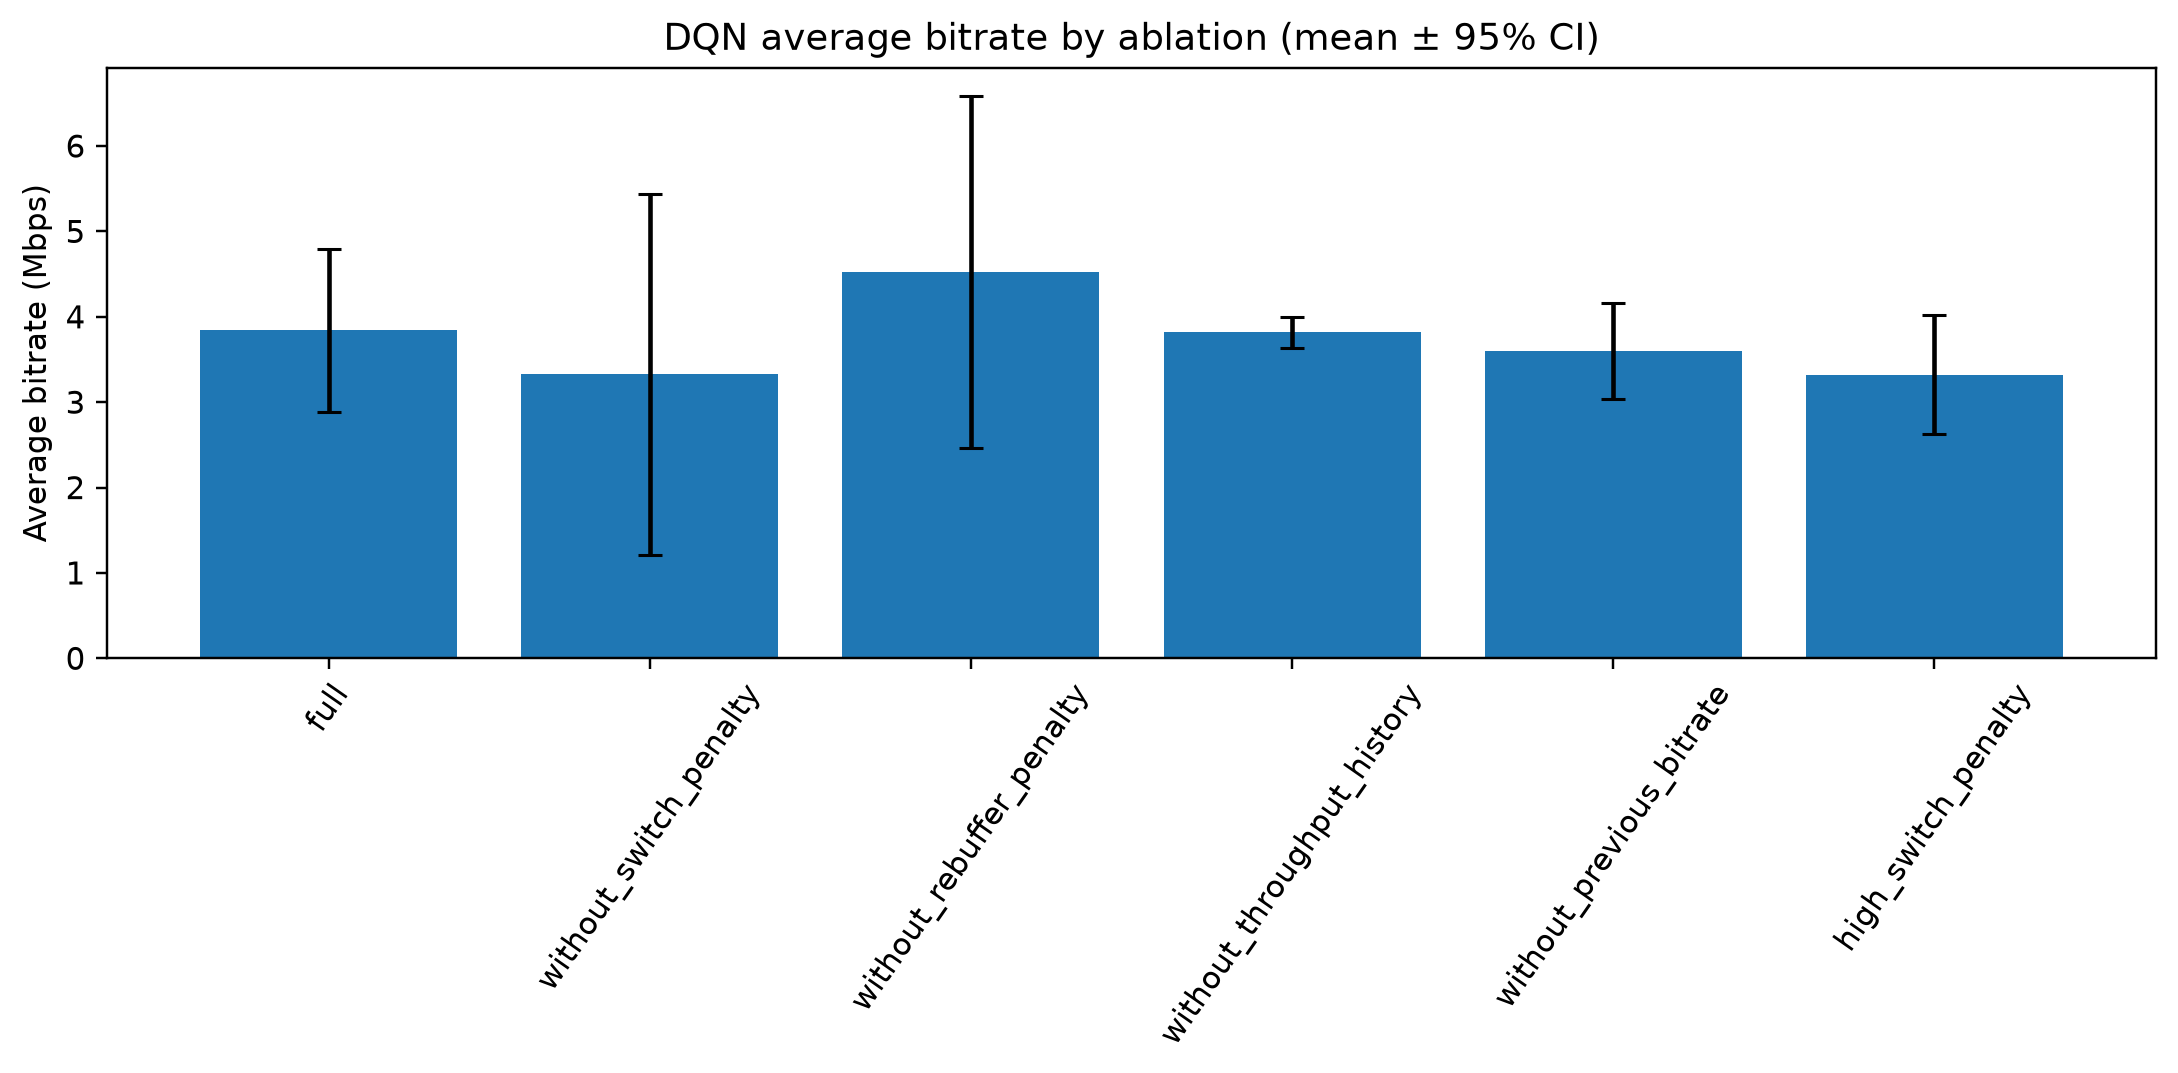 DQN average bitrate by ablation (mean ± 95% CI)
Average bitrate (Mbps)
6
5
4
3
2
1
0
full
without_switch_penalty
without_rebuffer_penalty
without_throughput_history
without_previous_bitrate
high_switch_penalty